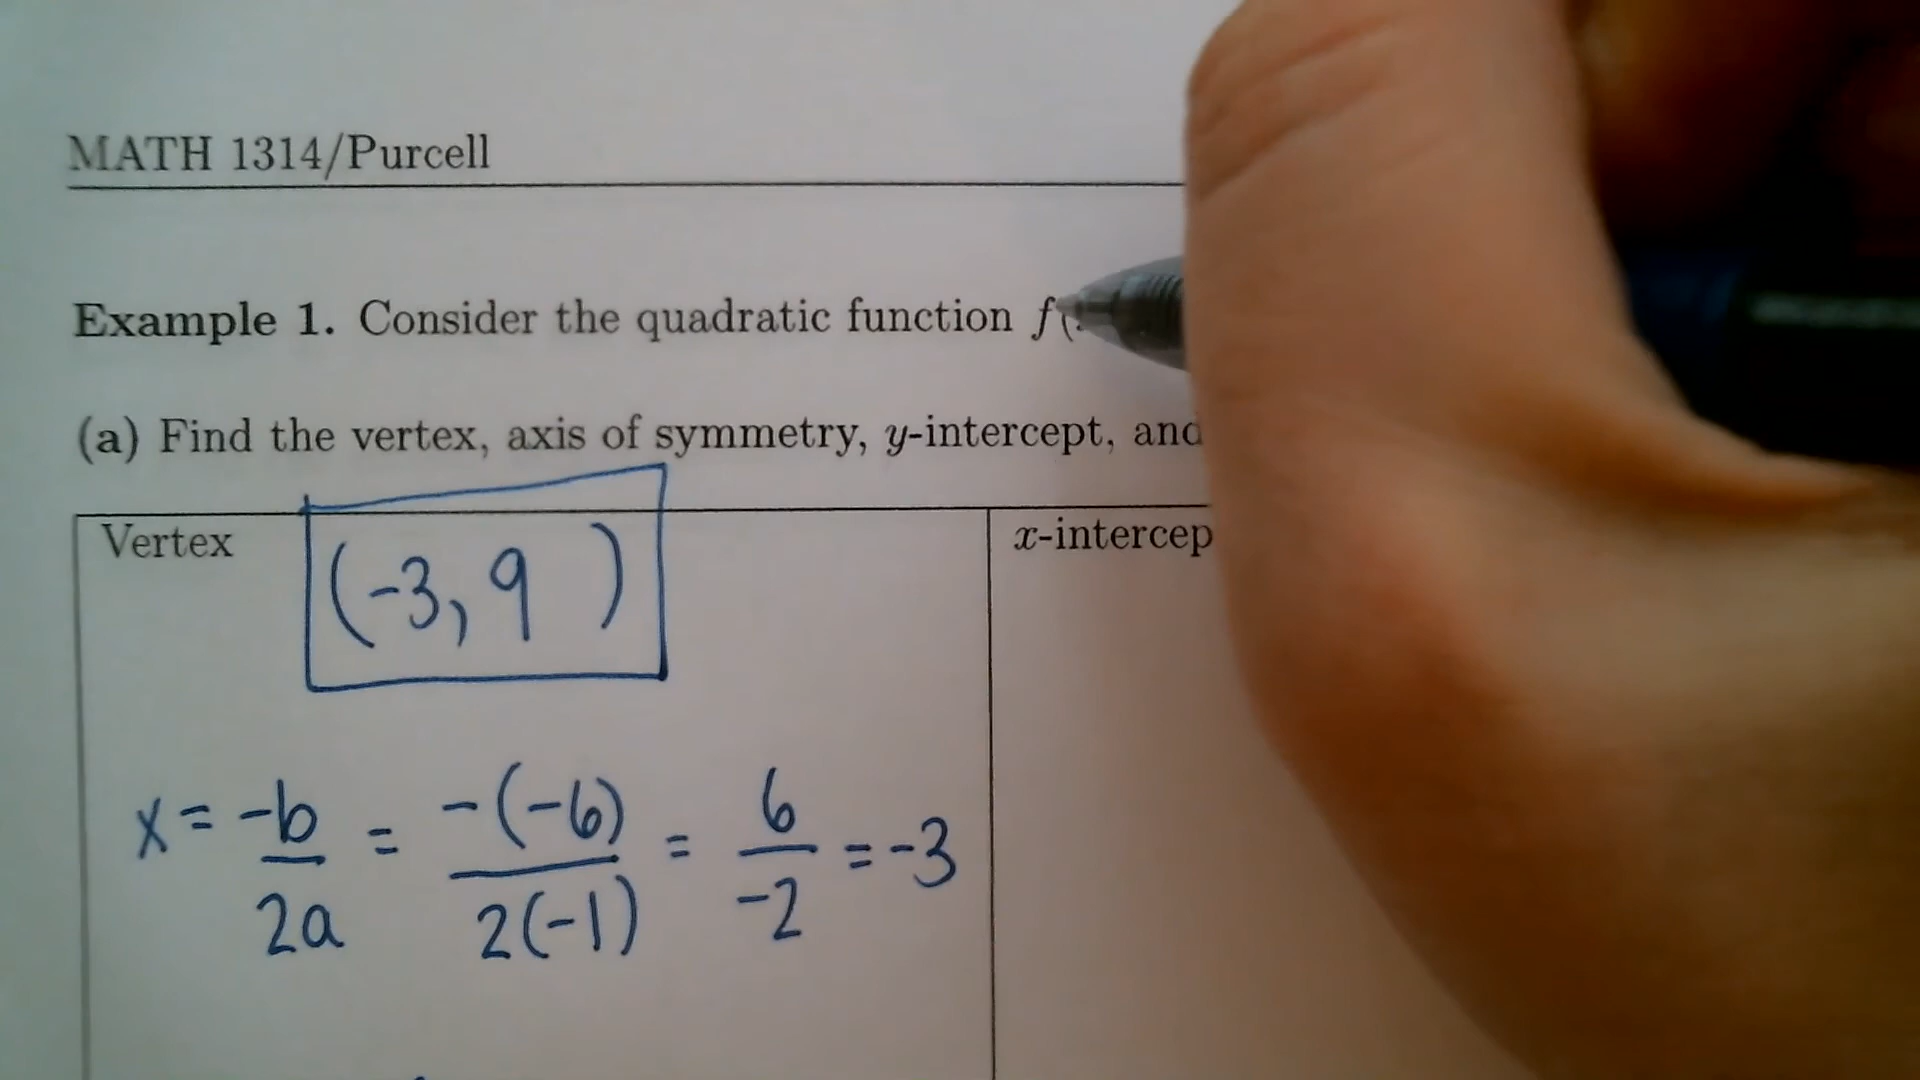 MATH 1314/Purcell
Example 1. Consider the quadratic function f(
(a) Find the vertex, axis of symmetry, y-intercept, and
Vertex
(-3, 9 )
x-intercep
x = -b/2a = -(-6)/2(-1) = 6/-2 = -3